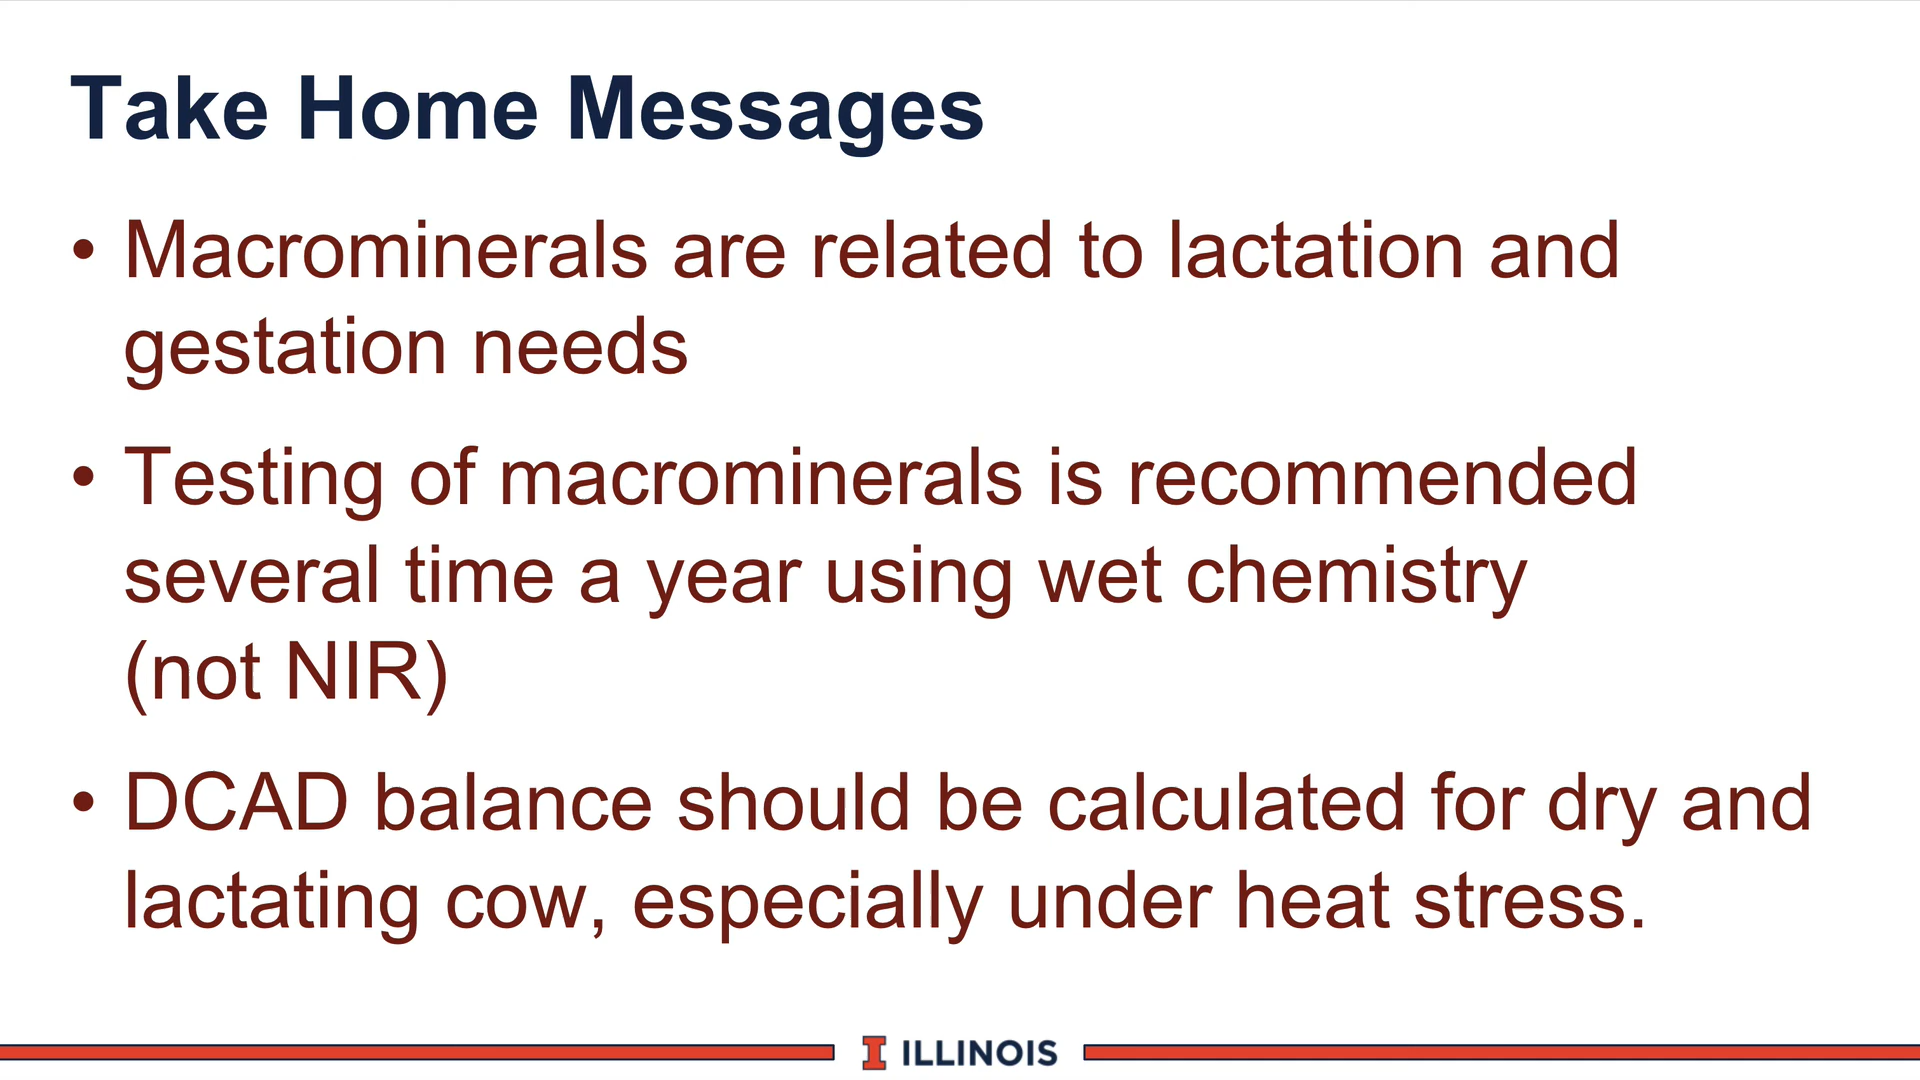 Take Home Messages
• Macrominerals are related to lactation and
gestation needs
• Testing of macrominerals is recommended
several time a year using wet chemistry
(not NIR)
• DCAD balance should be calculated for dry and
lactating cow, especially under heat stress.
I ILLINOIS